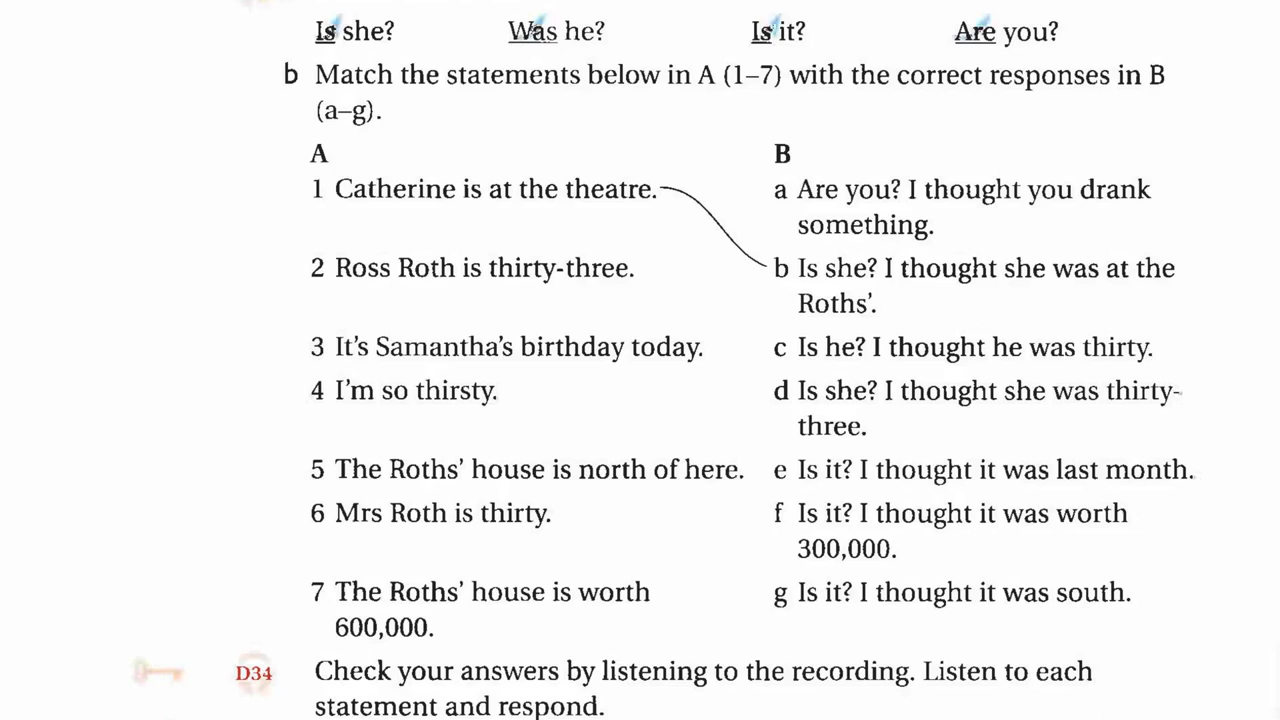 Is she? Was he? Is it? Are you?
b Match the statements below in A (1–7) with the correct responses in B
(a–g).
A
1 Catherine is at the theatre.
2 Ross Roth is thirty-three.
3 It's Samantha's birthday today.
4 I'm so thirsty.
5 The Roths' house is north of here.
6 Mrs Roth is thirty.
7 The Roths' house is worth
600,000.
B
a Are you? I thought you drank
something.
b Is she? I thought she was at the
Roths'.
c Is he? I thought he was thirty.
d Is she? I thought she was thirty-
three.
e Is it? I thought it was last month.
f Is it? I thought it was worth
300,000.
g Is it? I thought it was south.
D34 Check your answers by listening to the recording. Listen to each
statement and respond.